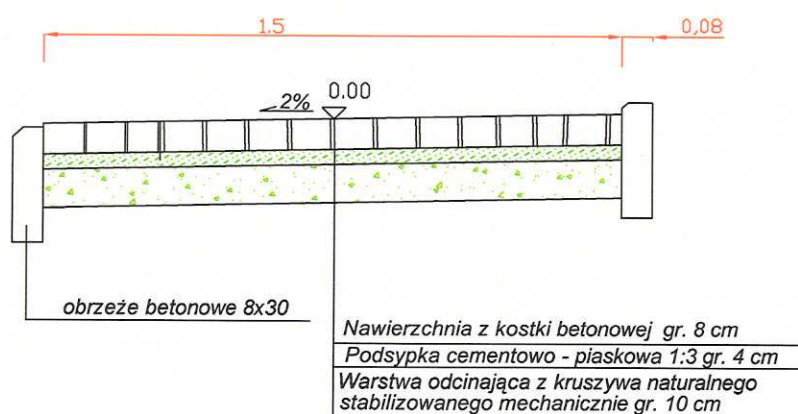 1.5
0,08
2%
0.00
obrzeże betonowe 8x30
Nawierzchnia z kostki betonowej gr. 8 cm
Podsypka cementowo - piaskowa 1:3 gr. 4 cm
Warstwa odcinająca z kruszywa naturalnego
stabilizowanego mechanicznie gr. 10 cm